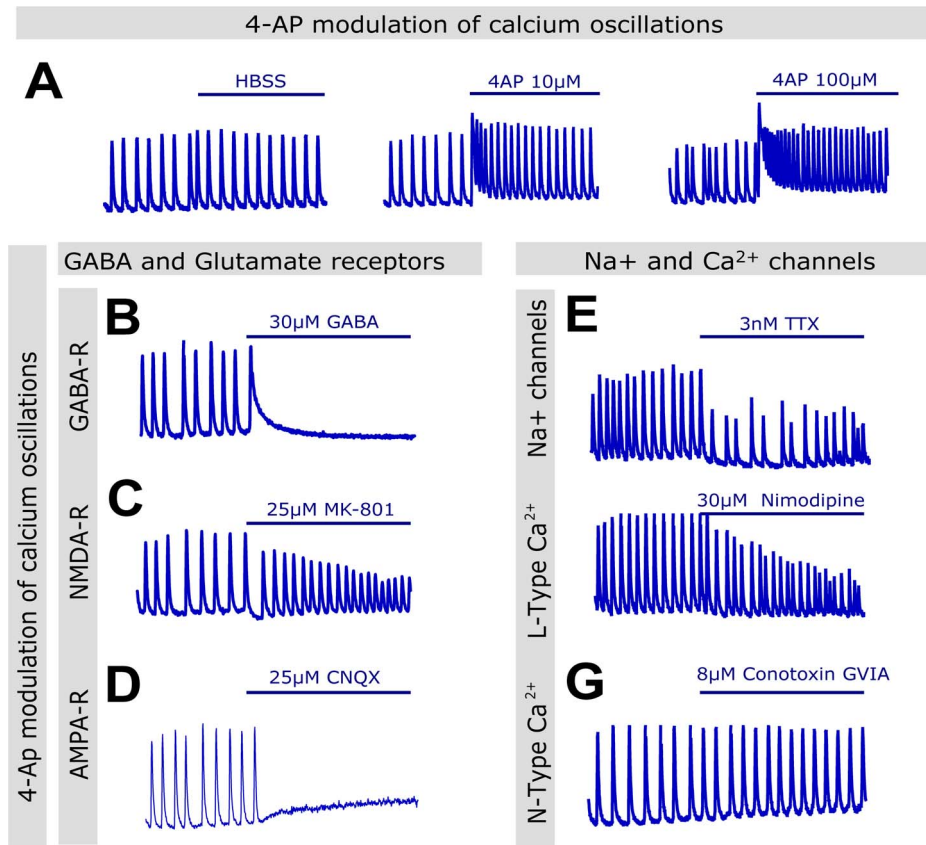 4-AP modulation of calcium oscillations
A
HBSS
4AP 10µM
4AP 100µM
4-Ap modulation of calcium oscillations
GABA and Glutamate receptors
GABA-R
B
30µM GABA
NMDA-R
C
25µM MK-801
AMPA-R
D
25µM CNQX
Na+ and Ca²⁺ channels
Na+ channels
E
3nM TTX
L-Type Ca²⁺
30µM Nimodipine
N-Type Ca²⁺
G
8µM Conotoxin GVIA